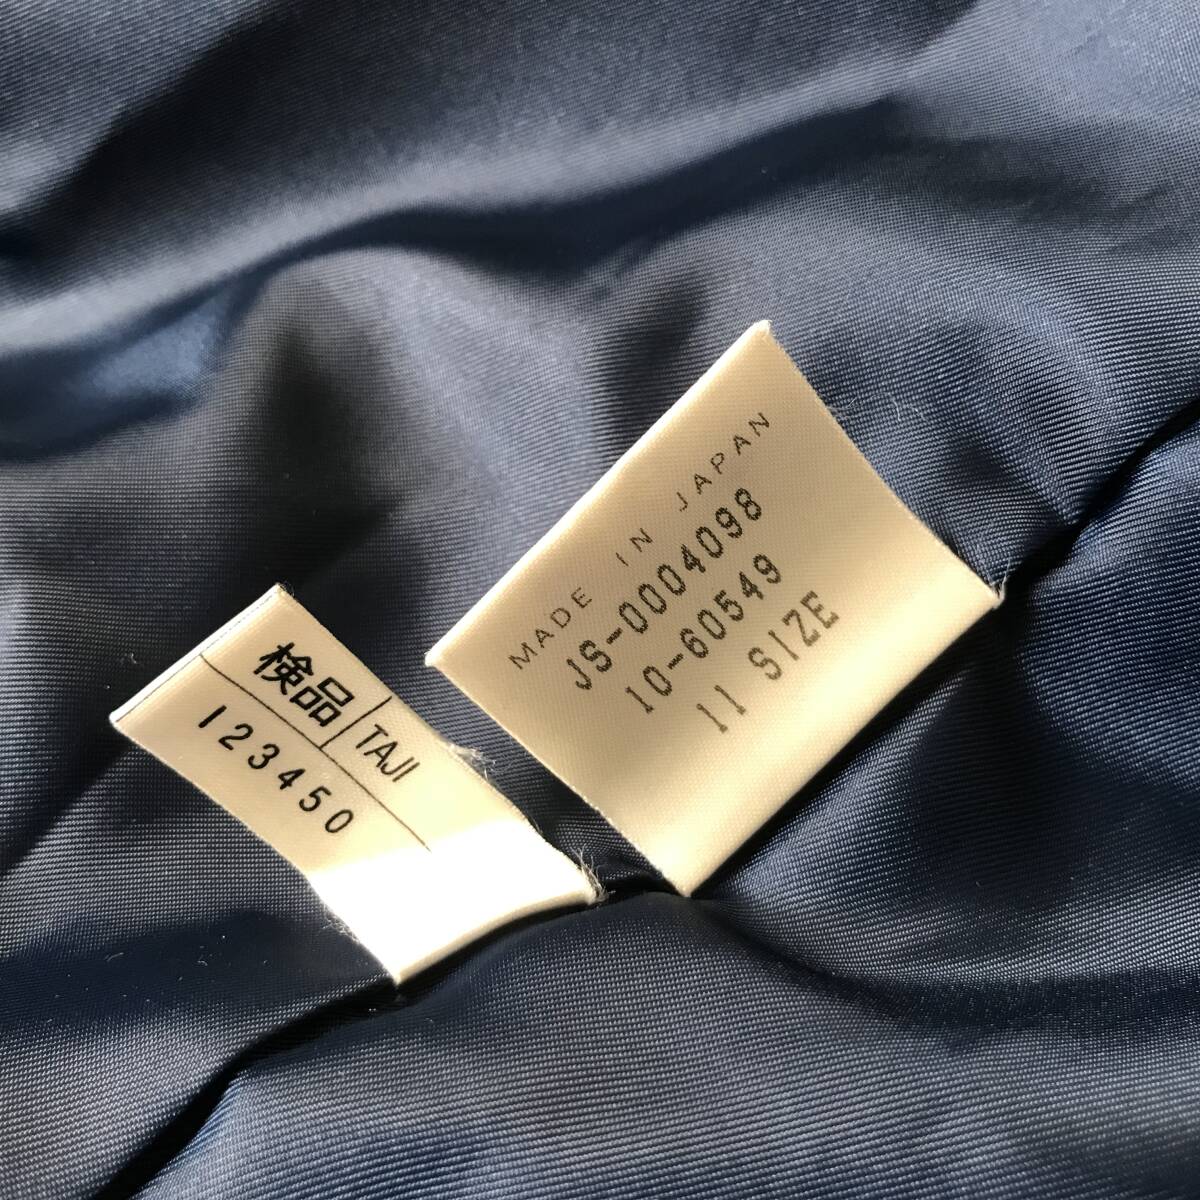 検品 TAJI
123450
MADE IN JAPAN
JS-0004098
10-60549
11 SIZE